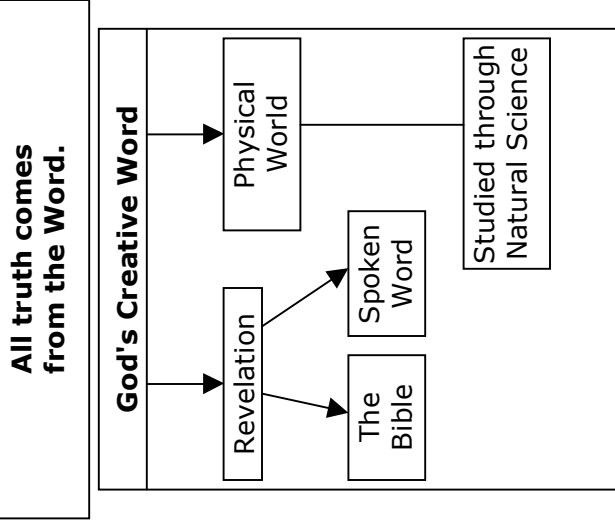 All truth comes
from the Word.
God's Creative Word
Revelation
Physical
World
The
Bible
Spoken
Word
Studied through
Natural Science